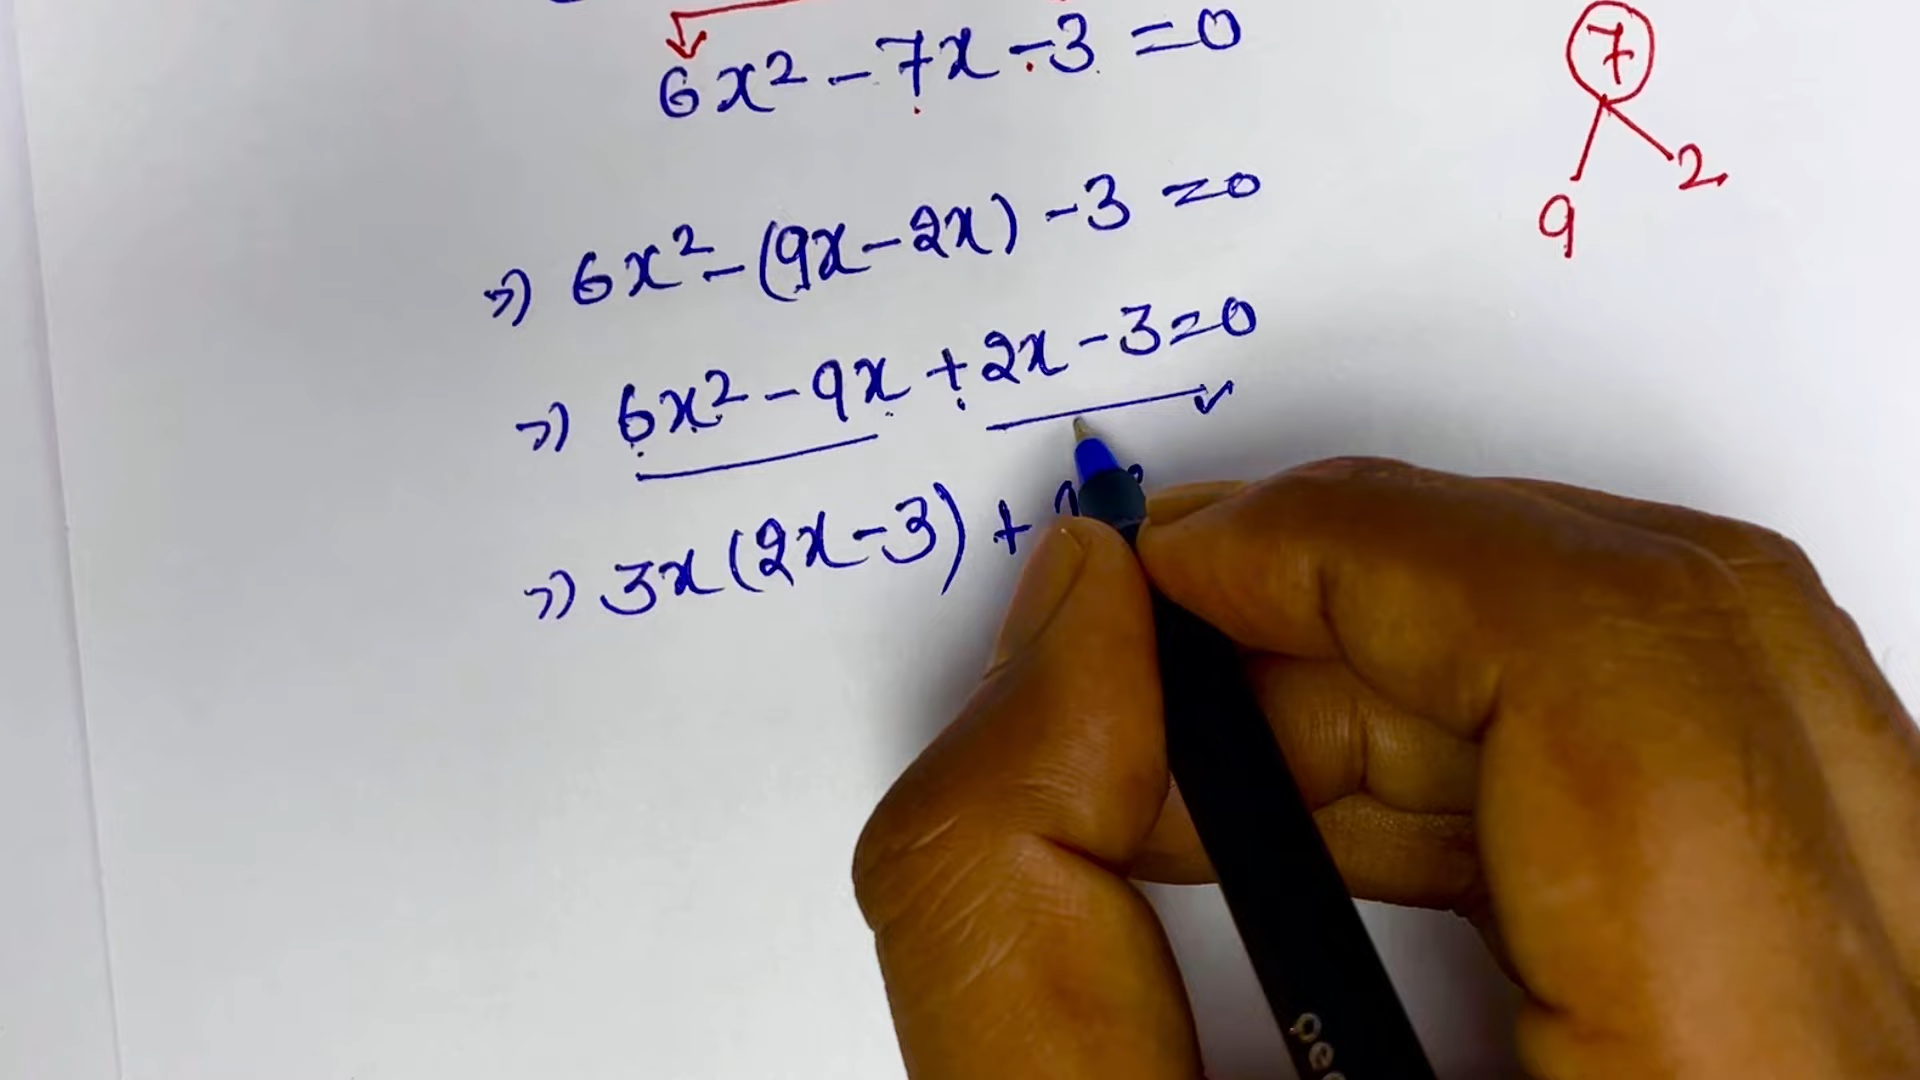 6x² - 7x - 3 = 0
7
9 2
⇒ 6x² - (9x - 2x) - 3 = 0
⇒ 6x² - 9x + 2x - 3 = 0
⇒ 3x (2x - 3) +